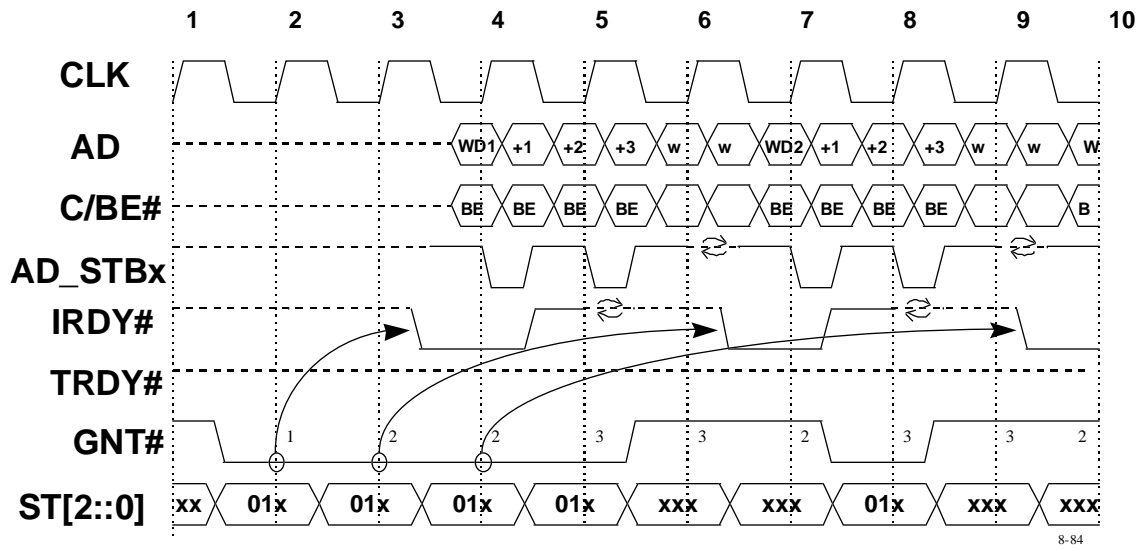 1 2 3 4 5 6 7 8 9 10
CLK
AD WD1 +1 +2 +3 w w WD2 +1 +2 +3 w w W
C/BE# BE BE BE BE BE BE BE BE B
AD_STBx
IRDY#
TRDY#
GNT# 1 2 2 3 3 2 3 3 2
ST[2::0] xx 01x 01x 01x 01x xxx xxx 01x xxx xxx
8-84